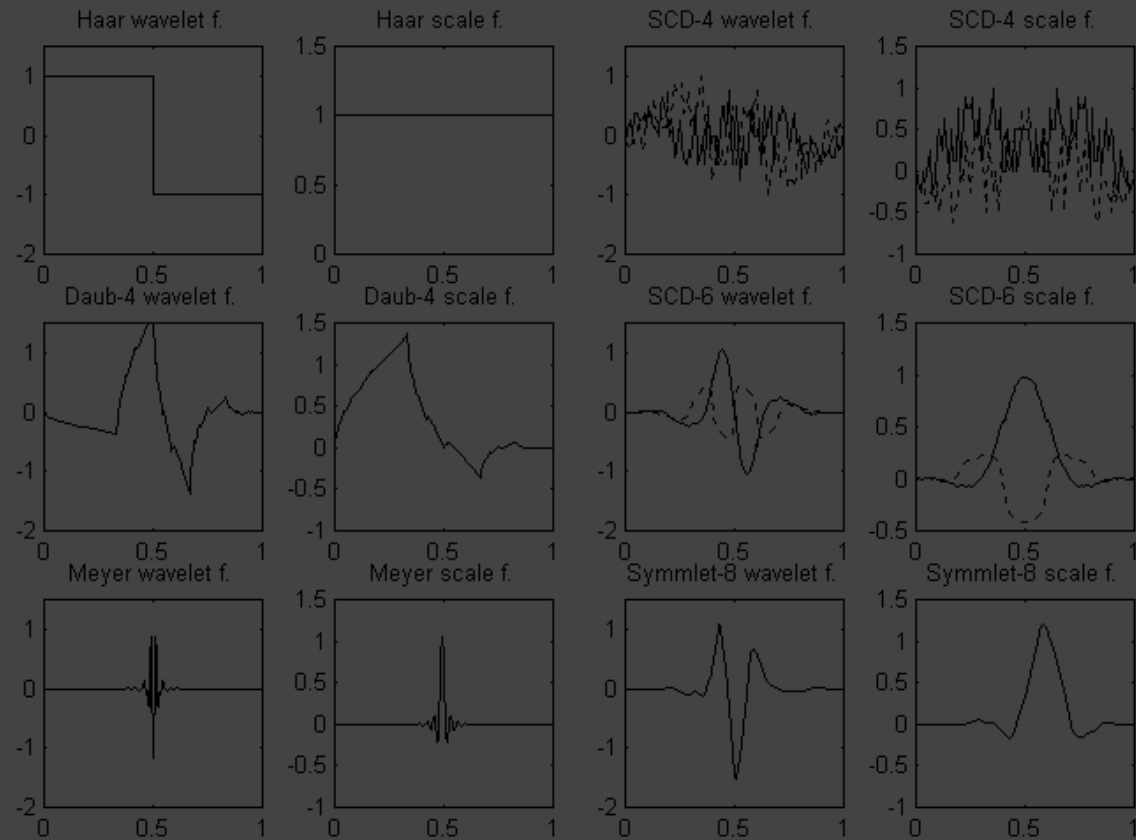 Haar wavelet f.
1
0
-1
-2
0 0.5 1
Haar scale f.
1.5
1
0.5
0
0 0.5 1
SCD-4 wavelet f.
1
0
-1
-2
0 0.5 1
SCD-4 scale f.
1.5
1
0.5
0
-0.5
-1
0 0.5 1
Daub-4 wavelet f.
1
0
-1
-2
0 0.5 1
Daub-4 scale f.
1.5
1
0.5
0
-0.5
-1
0 0.5 1
SCD-6 wavelet f.
1
0
-1
-2
0 0.5 1
SCD-6 scale f.
1.5
1
0.5
0
-0.5
0 0.5 1
Meyer wavelet f.
1
0
-1
-2
0 0.5 1
Meyer scale f.
1.5
1
0.5
0
-0.5
-1
0 0.5 1
Symmlet-8 wavelet f.
1
0
-1
-2
0 0.5 1
Symmlet-8 scale f.
1.5
1
0.5
0
-0.5
-1
0 0.5 1